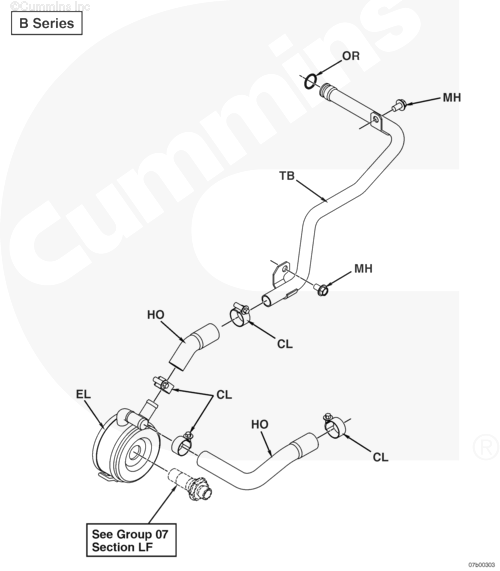 ©Cummins Inc
B Series
OR
MH
TB
MH
HO
CL
EL
CL
HO
CL
See Group 07
Section LF
07b00303
Cummins
®